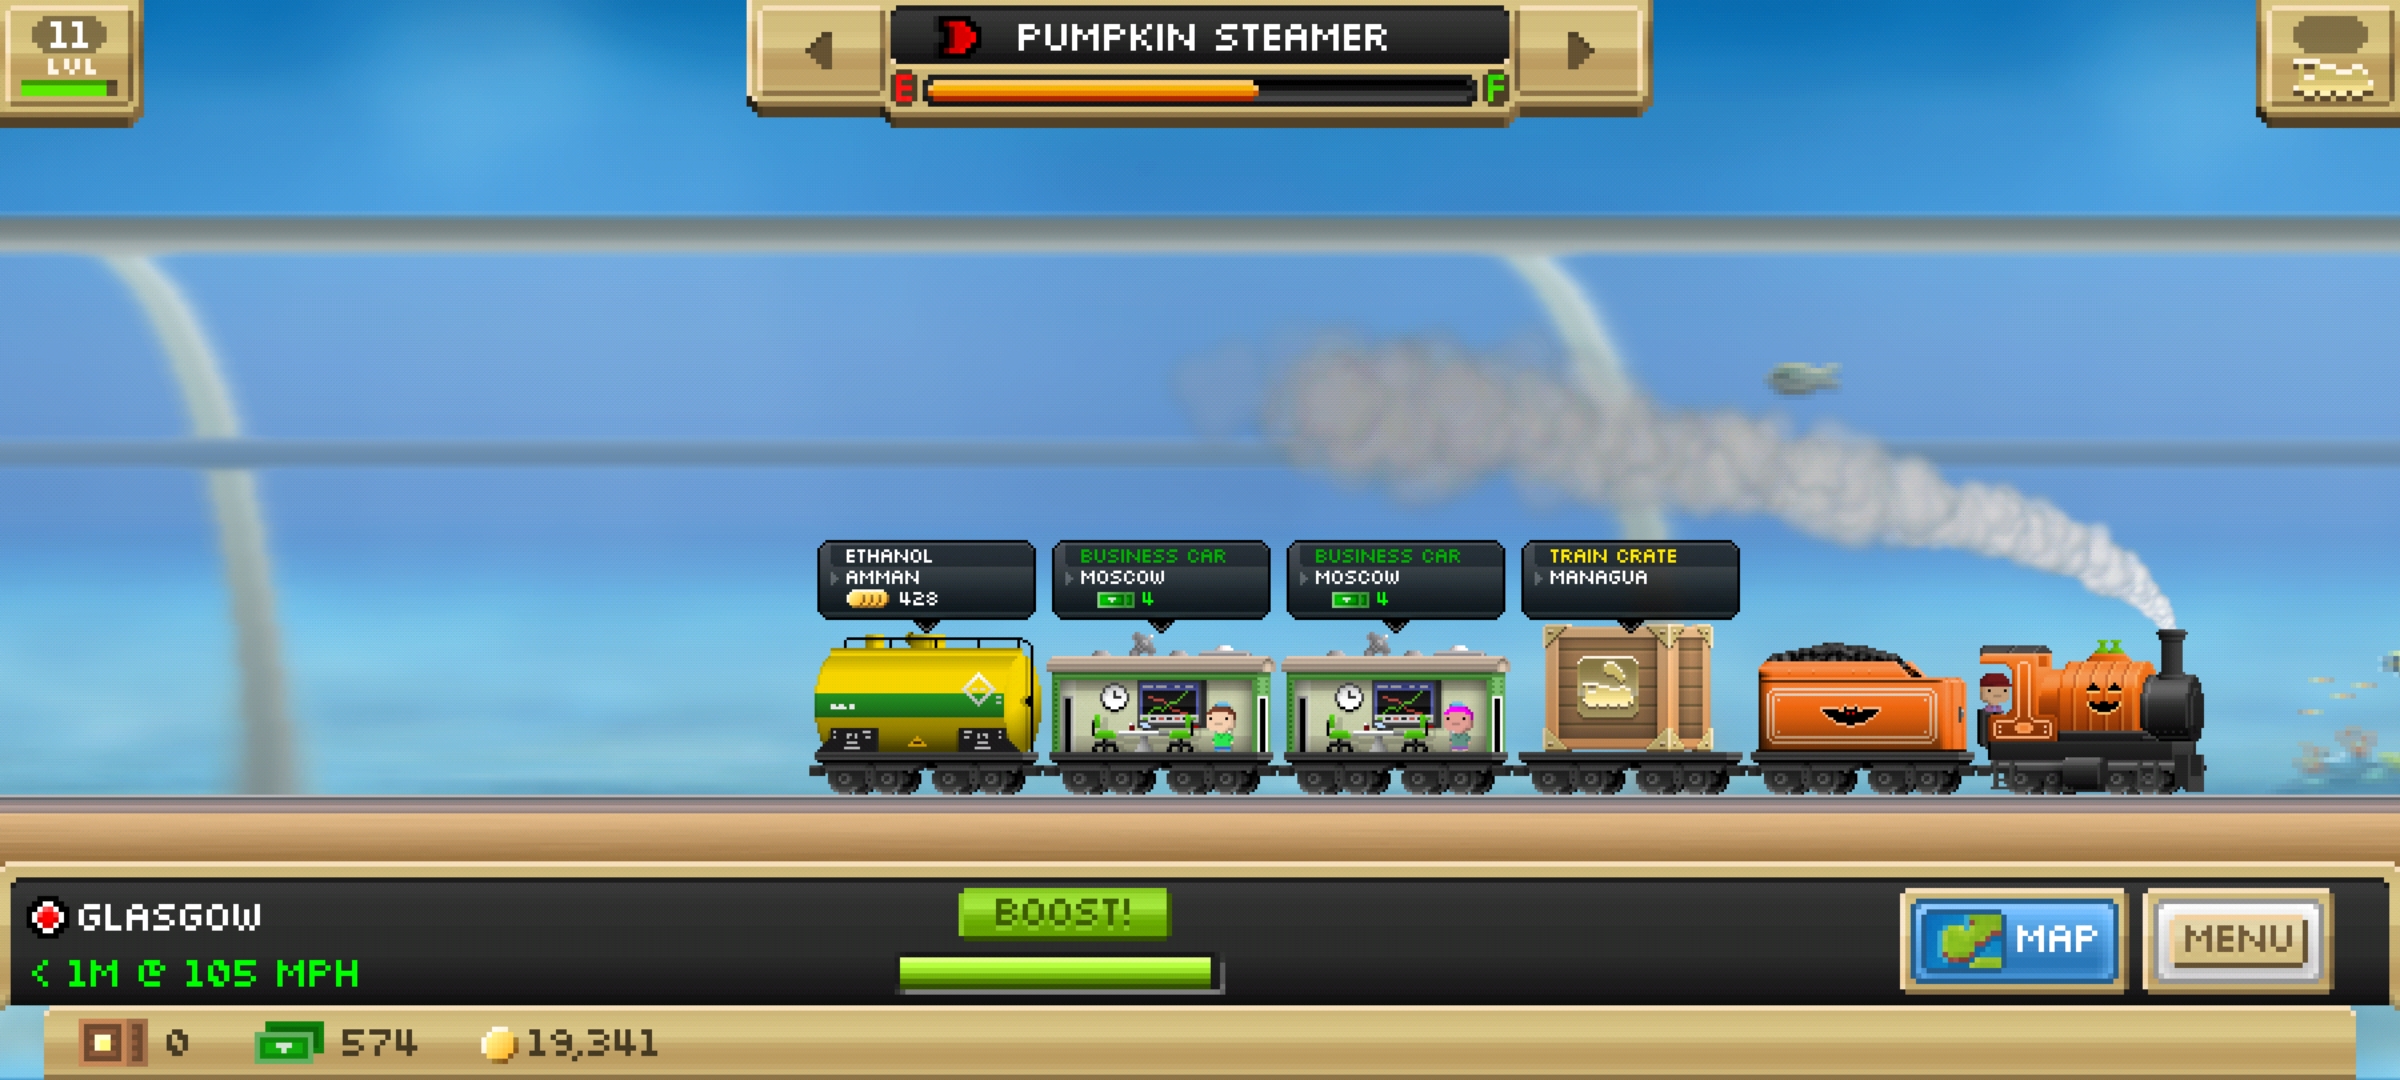 11
LVL
PUMPKIN STEAMER
E
F
ETHANOL
AMMAN
428
BUSINESS CAR
MOSCOW
4
BUSINESS CAR
MOSCOW
4
TRAIN CRATE
MANAGUA
GLASGOW
< 1M @ 105 MPH
BOOST!
MAP
MENU
0
574
19,341